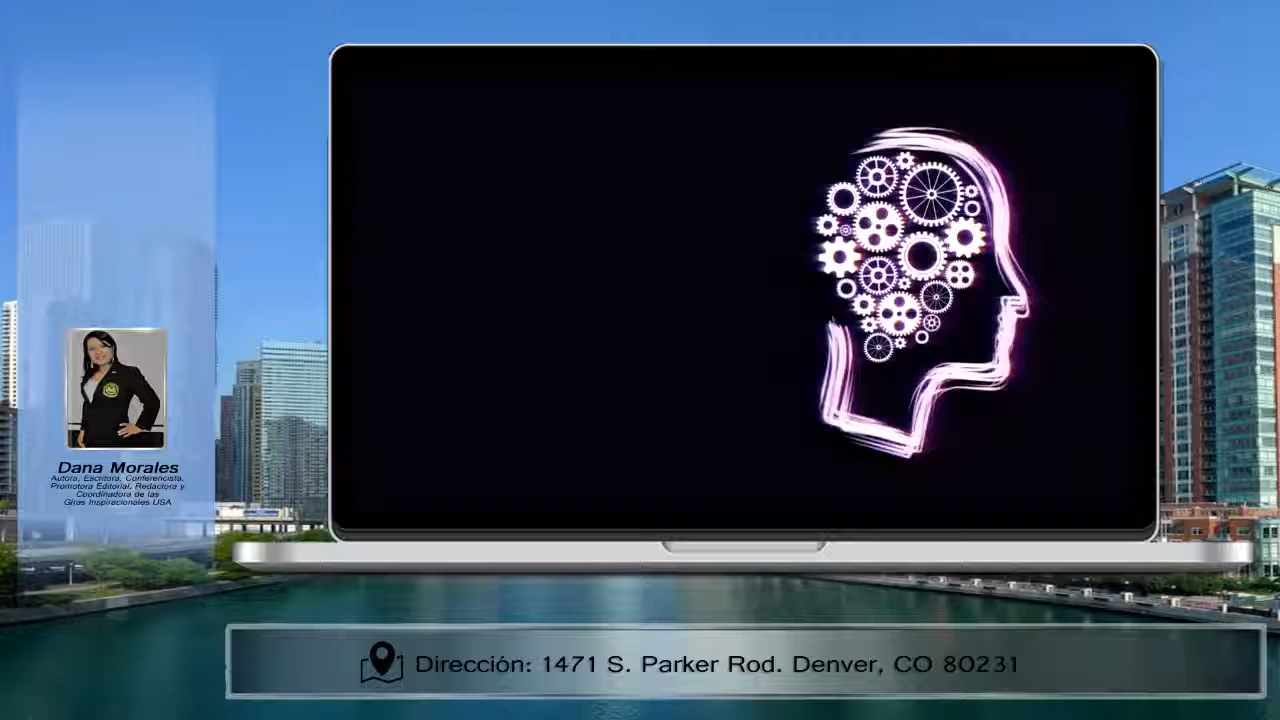 Dana Morales
Autora, Escritora, Conferencista,
Promotora Editorial, Redactora y
Coordinadora de las
Giras Inspiracionales USA
Dirección: 1471 S. Parker Rod. Denver, CO 80231